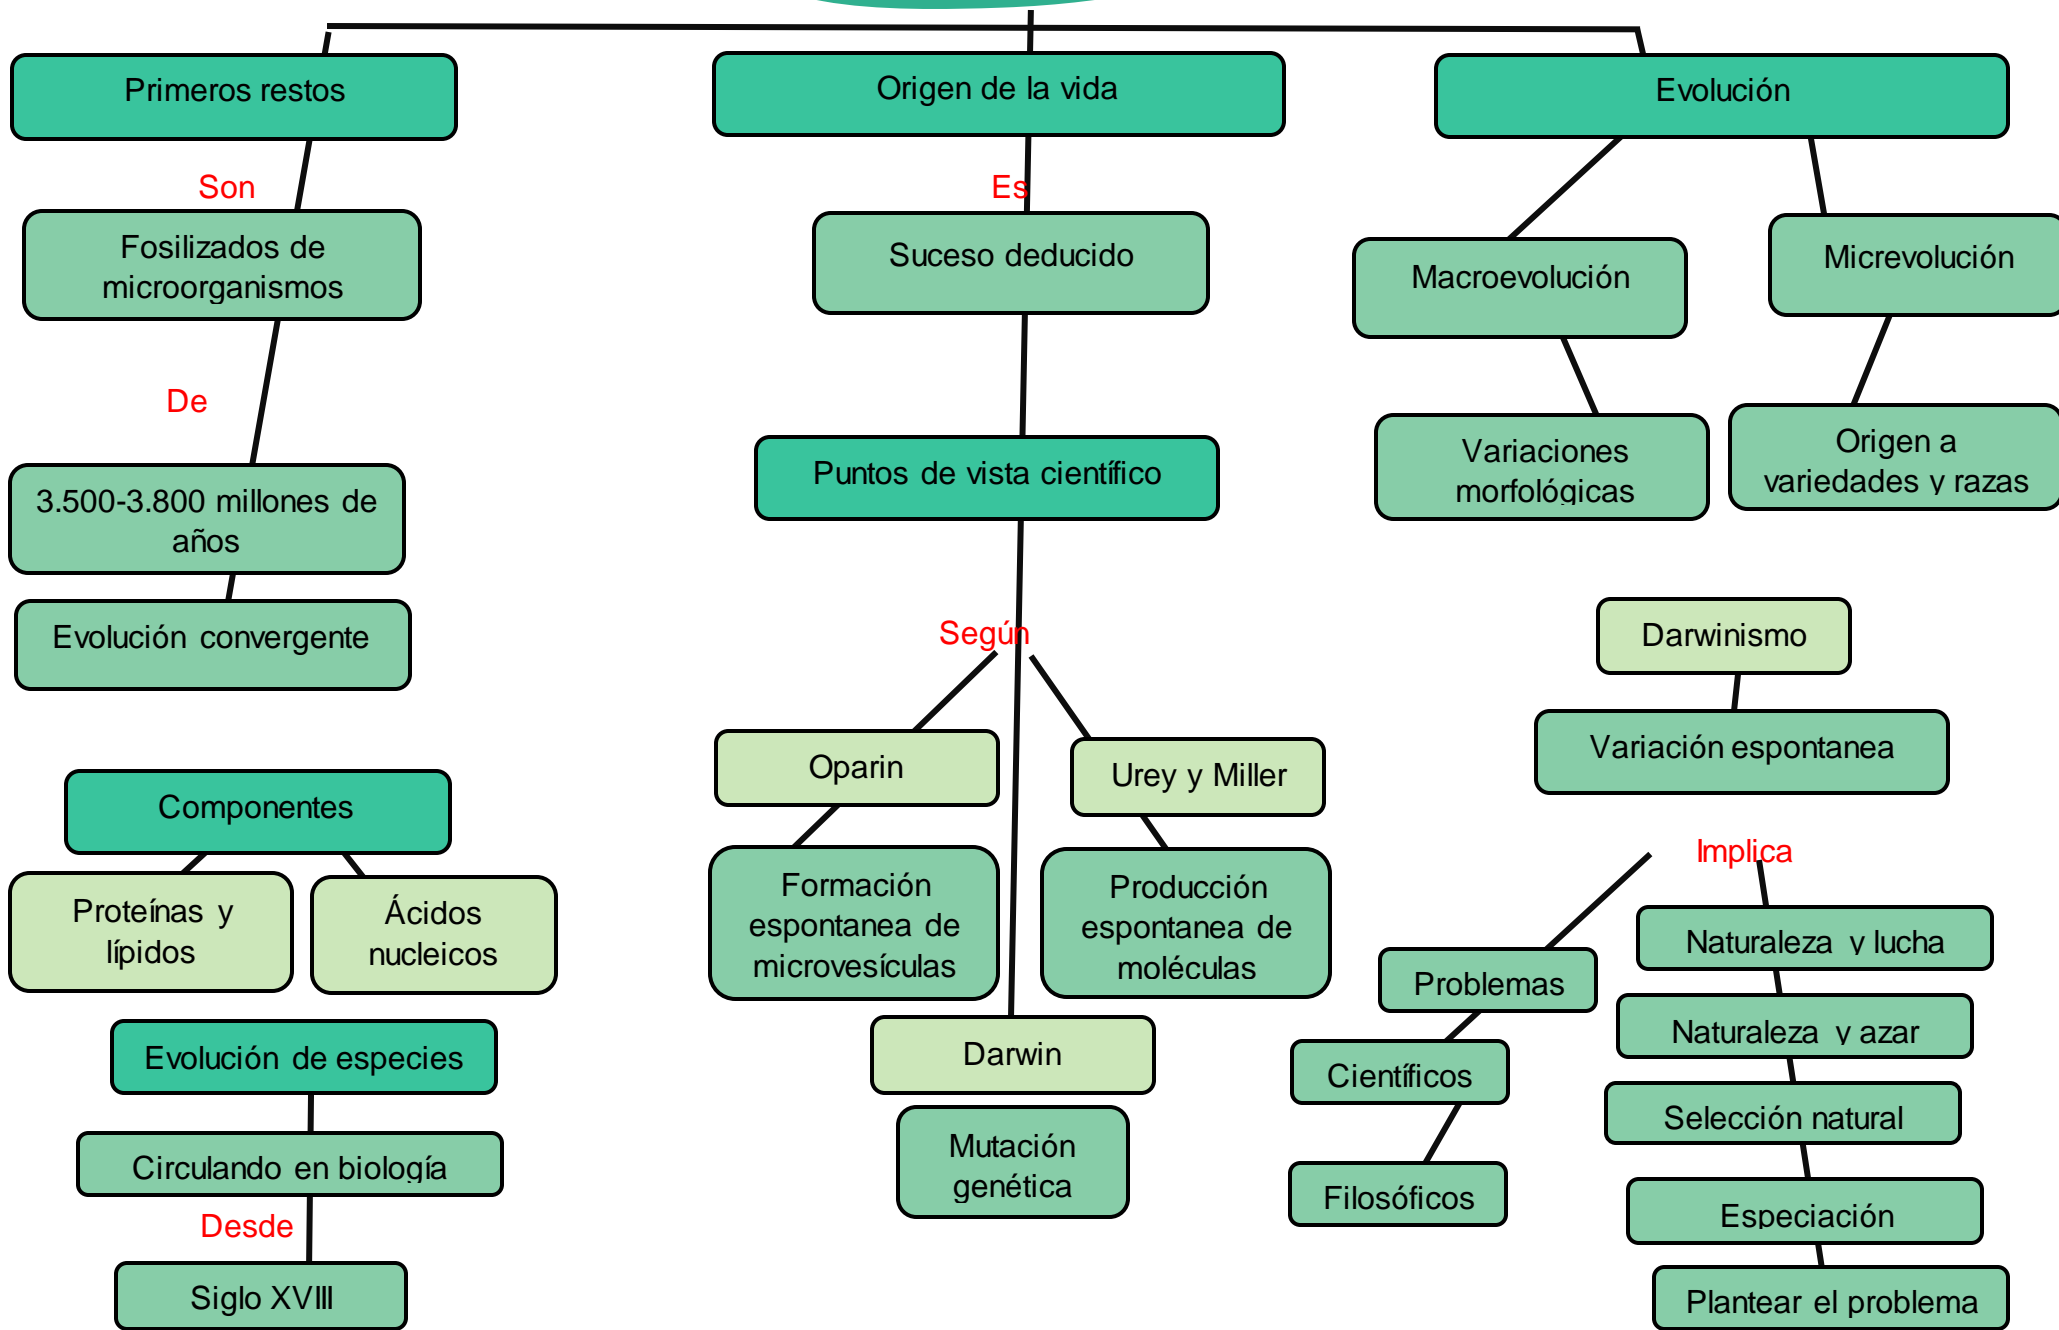 Primeros restos
Origen de la vida
Evolución
Son
Es
Fosilizados de
microorganismos
Suceso deducido
Macroevolución
Micrevolución
De
3.500-3.800 millones de
años
Puntos de vista científico
Variaciones
morfológicas
Origen a
variedades y razas
Evolución convergente
Según
Darwinismo
Variación espontanea
Oparin
Urey y Miller
Componentes
Proteínas y
lípidos
Ácidos
nucleicos
Formación
espontanea de
microvesículas
Producción
espontanea de
moléculas
Implica
Problemas
Naturaleza y lucha
Naturaleza y azar
Evolución de especies
Darwin
Científicos
Selección natural
Circulando en biología
Mutación
genética
Filosóficos
Especiación
Desde
Siglo XVIII
Plantear el problema